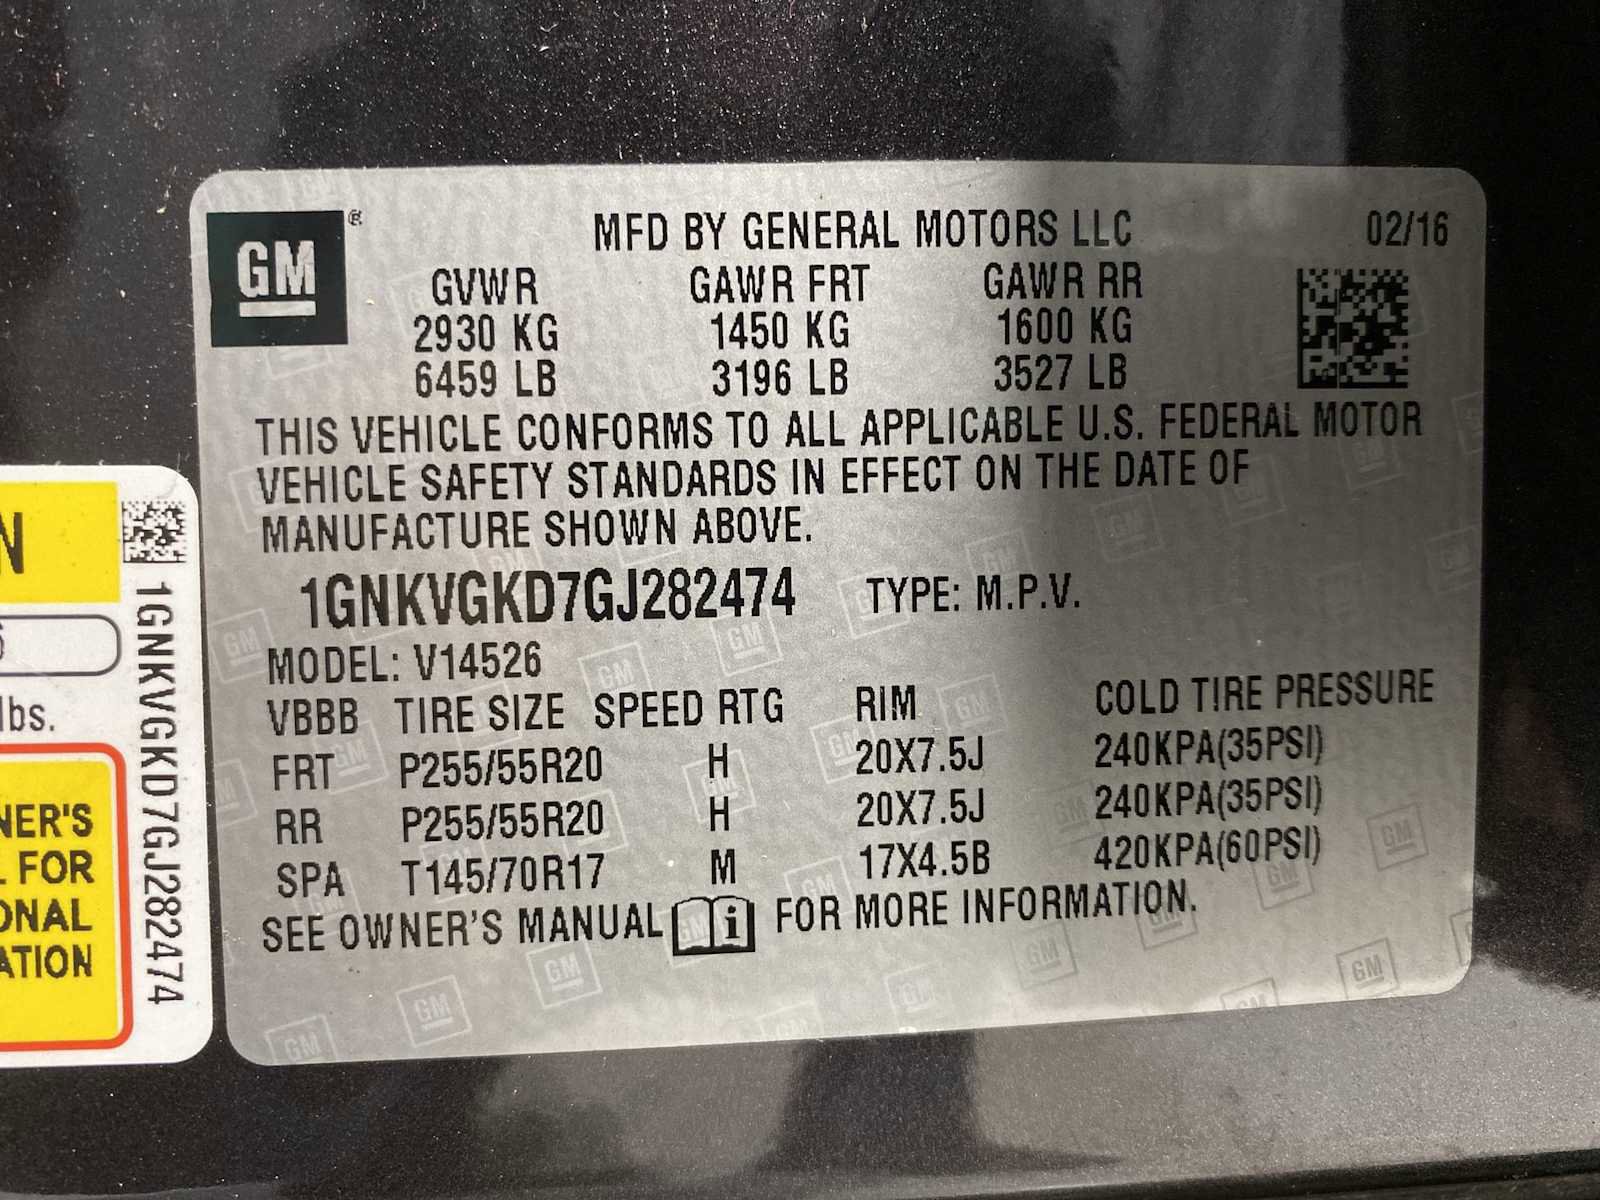 GM ®
MFD BY GENERAL MOTORS LLC 02/16
GVWR GAWR FRT GAWR RR
2930 KG 1450 KG 1600 KG
6459 LB 3196 LB 3527 LB
THIS VEHICLE CONFORMS TO ALL APPLICABLE U.S. FEDERAL MOTOR
VEHICLE SAFETY STANDARDS IN EFFECT ON THE DATE OF
MANUFACTURE SHOWN ABOVE.
1GNKVGKD7GJ282474 TYPE: M.P.V.
MODEL: V14526
VBBB TIRE SIZE SPEED RTG RIM COLD TIRE PRESSURE
FRT P255/55R20 H 20X7.5J 240KPA(35PSI)
RR P255/55R20 H 20X7.5J 240KPA(35PSI)
SPA T145/70R17 M 17X4.5B 420KPA(60PSI)
SEE OWNER'S MANUAL i FOR MORE INFORMATION.
N
lbs.
NER'S
FOR
ONAL
ATION
1GNKVGKD7GJ282474